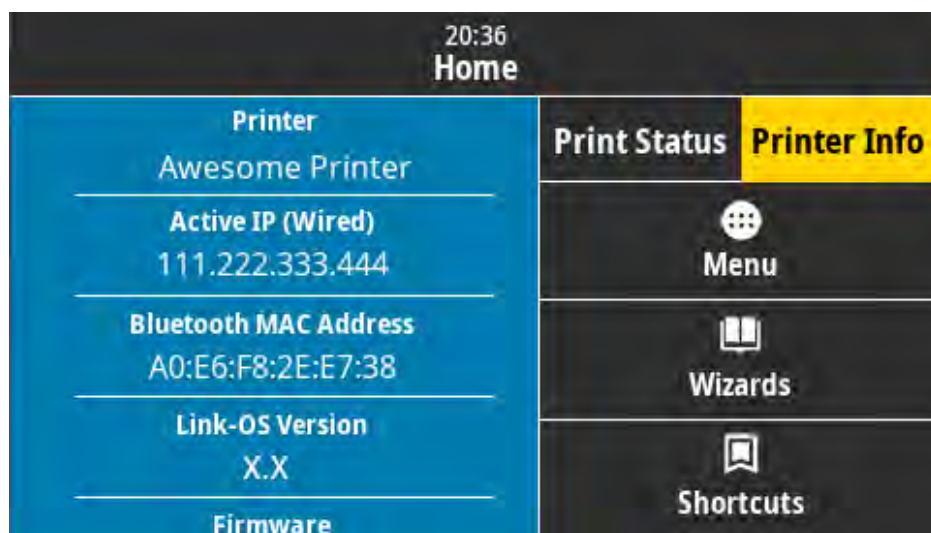 20:36
Home
Printer
Awesome Printer
Active IP (Wired)
111.222.333.444
Bluetooth MAC Address
A0:E6:F8:2E:E7:38
Link-OS Version
X.X
Firmware
Print Status
Printer Info
Menu
Wizards
Shortcuts